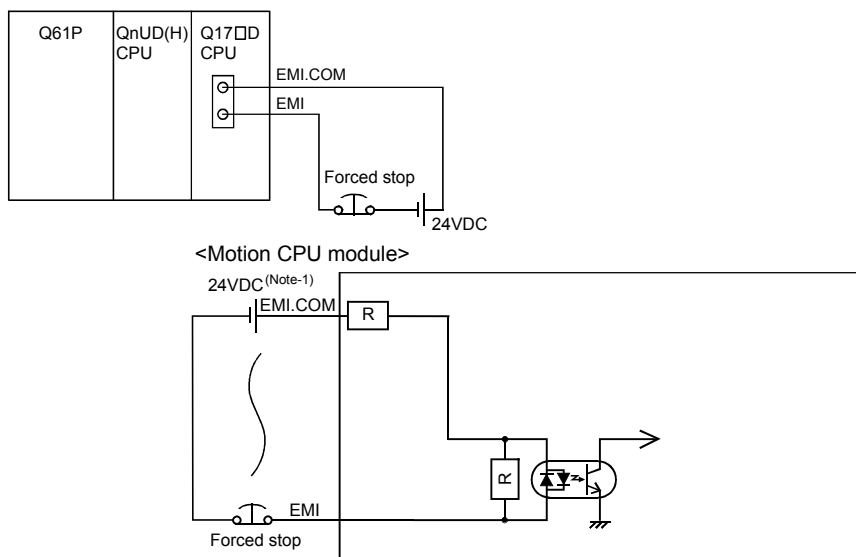 Q61P
QnUD(H)
CPU
Q17□D
CPU
EMI.COM
EMI
Forced stop
24VDC
<Motion CPU module>
24VDC(Note-1)
EMI.COM
R
R
EMI
Forced stop